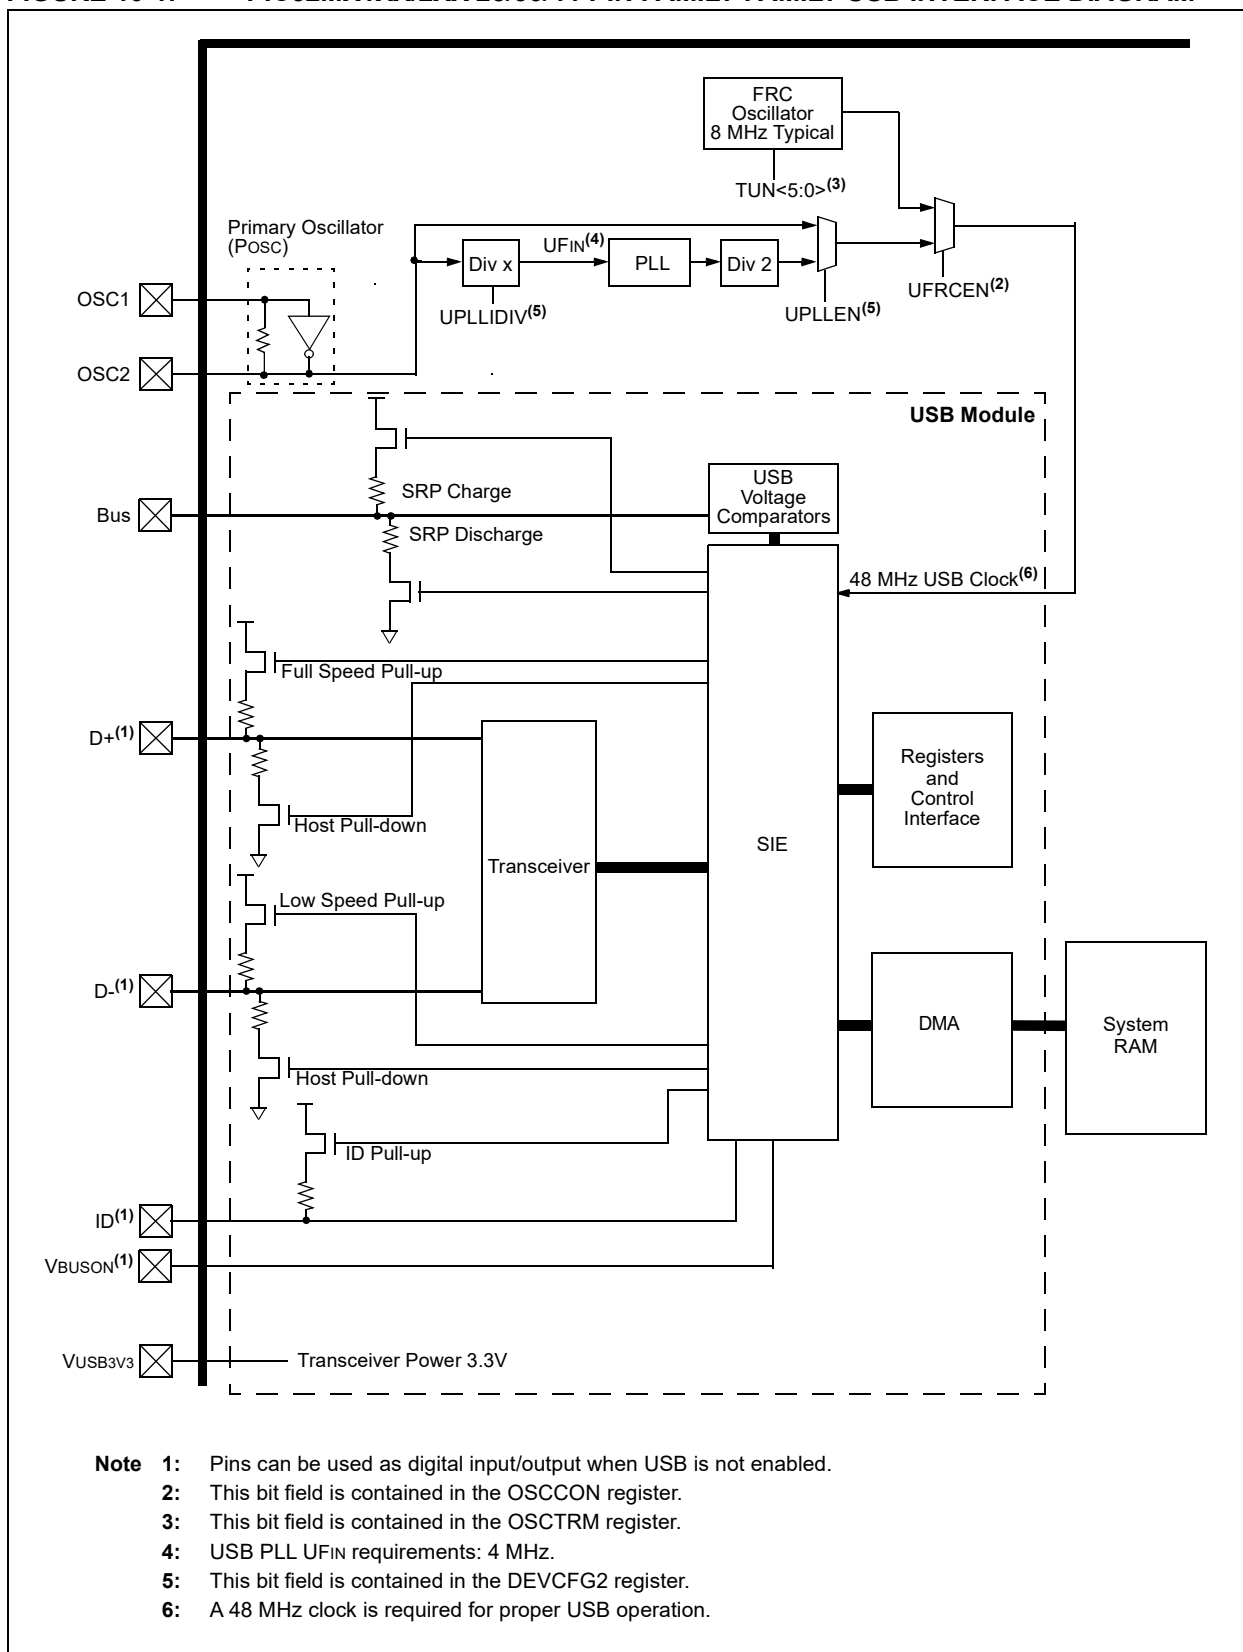 FRC
Oscillator
8 MHz Typical
TUN<5:0>(3)
Primary Oscillator
(POSC)
UFIN(4)
Div x
PLL
Div 2
UPLLIDIV(5)
UPLLEN(5)
UFRCEN(2)
OSC1
OSC2
USB Module
USB
Voltage
Comparators
SRP Charge
Bus
SRP Discharge
48 MHz USB Clock(6)
Full Speed Pull-up
D+(1)
Registers
and
Control
Interface
Host Pull-down
SIE
Transceiver
Low Speed Pull-up
D-(1)
DMA
System
RAM
Host Pull-down
ID Pull-up
ID(1)
VBUSON(1)
VUSB3V3
Transceiver Power 3.3V
Note 1: Pins can be used as digital input/output when USB is not enabled.
2: This bit field is contained in the OSCCON register.
3: This bit field is contained in the OSCTRM register.
4: USB PLL UFIN requirements: 4 MHz.
5: This bit field is contained in the DEVCFG2 register.
6: A 48 MHz clock is required for proper USB operation.